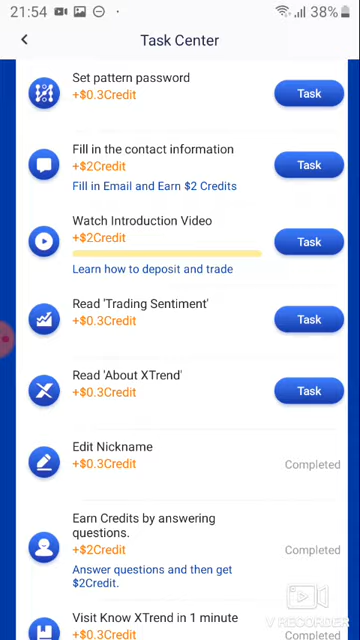 21:54
38%
Task Center
Set pattern password
+$0.3Credit
Task
Fill in the contact information
+$2Credit
Fill in Email and Earn $2 Credits
Task
Watch Introduction Video
+$2Credit
Learn how to deposit and trade
Task
Read 'Trading Sentiment'
+$0.3Credit
Task
Read 'About XTrend'
+$0.3Credit
Task
Edit Nickname
+$0.3Credit
Completed
Earn Credits by answering
questions.
+$2Credit
Answer questions and then get
$2Credit.
Completed
Visit Know XTrend in 1 minute
+$0.3Credit
Completed
V RECORDER